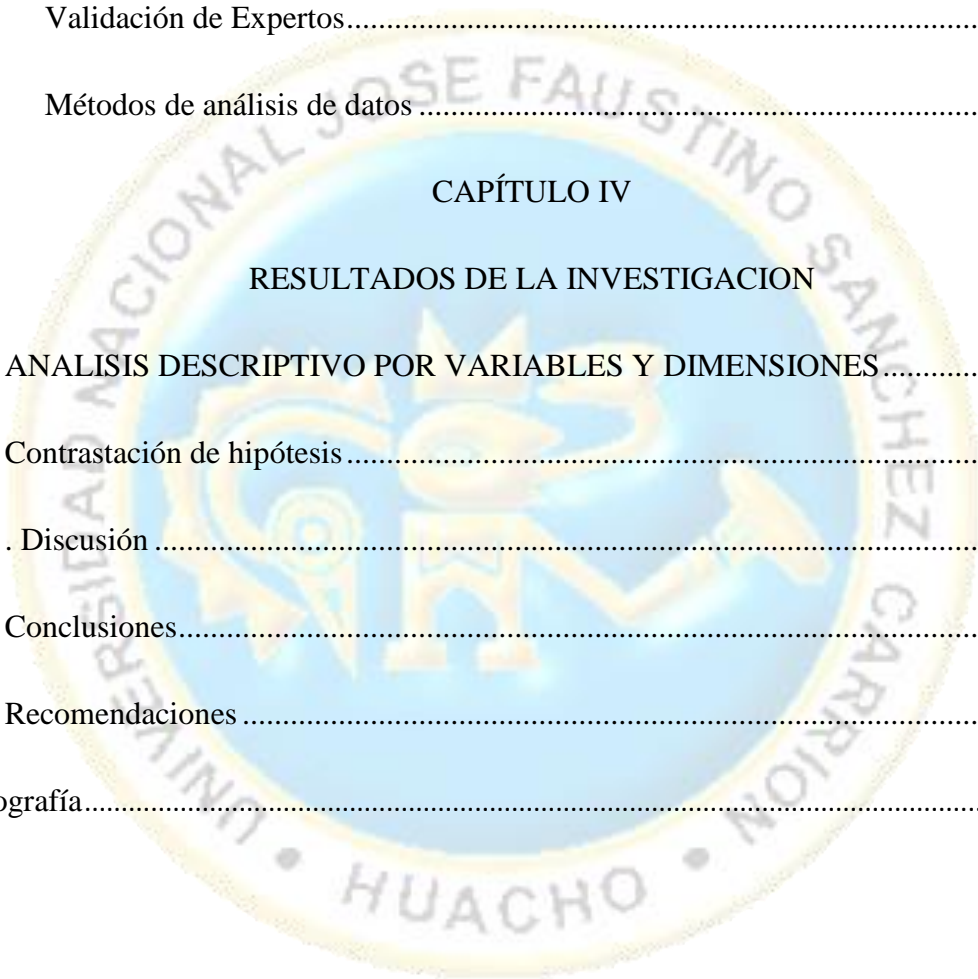 Validación de Expertos................................................................
Métodos de análisis de datos................................................................
CAPÍTULO IV
RESULTADOS DE LA INVESTIGACION
ANALISIS DESCRIPTIVO POR VARIABLES Y DIMENSIONES...........
Contrastación de hipótesis................................................................
. Discusión................................................................
Conclusiones................................................................
Recomendaciones................................................................
ografía................................................................
UNIVERSIDAD NACIONAL JOSE FAUSTINO SANCHEZ CARRIÓN
• HUACHO •